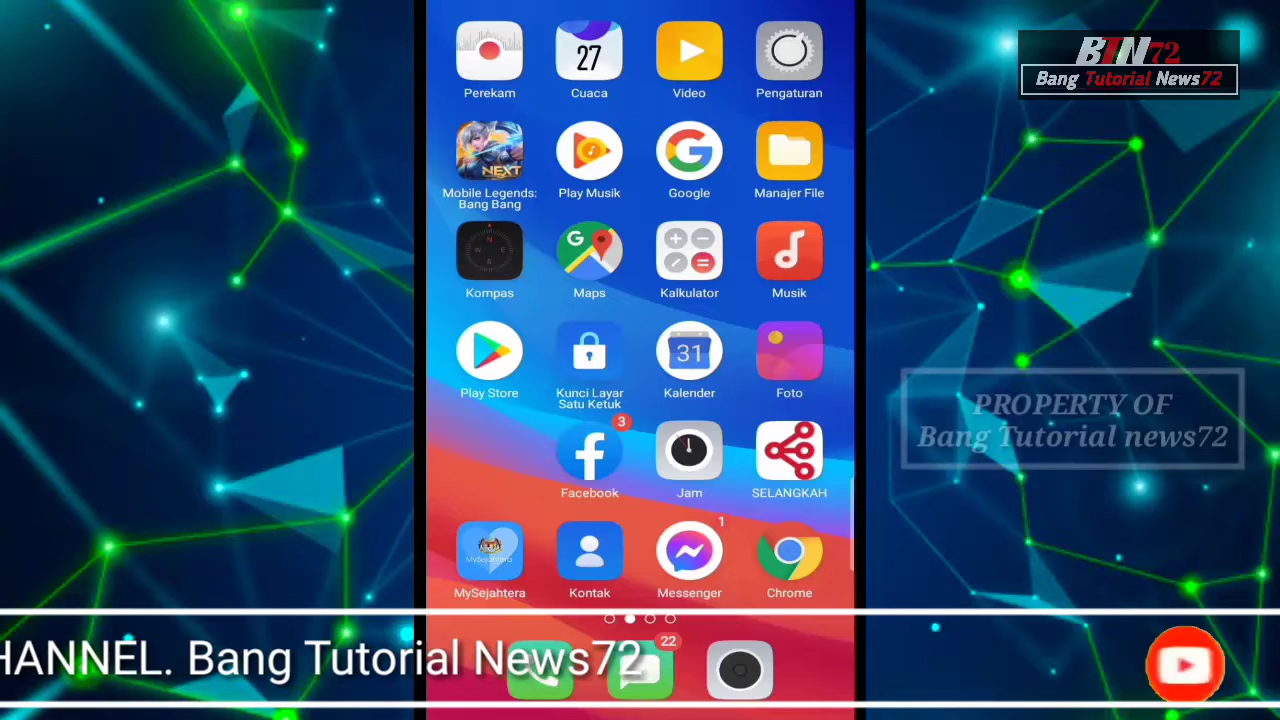 BTN72
Bang Tutorial News72
27
Perekam
Cuaca
Video
Pengaturan
NEXT
Mobile Legends:
Bang Bang
Play Musik
Google
Manajer File
N
W
E
S
G
Kompas
Maps
Kalkulator
Musik
31
Play Store
Kunci Layar
Satu Ketuk
Kalender
Foto
PROPERTY OF
Bang Tutorial news72
3
Facebook
Jam
SELANGKAH
MySejahtera
1
MySejahtera
Kontak
Messenger
Chrome
22
HANNEL. Bang Tutorial News72